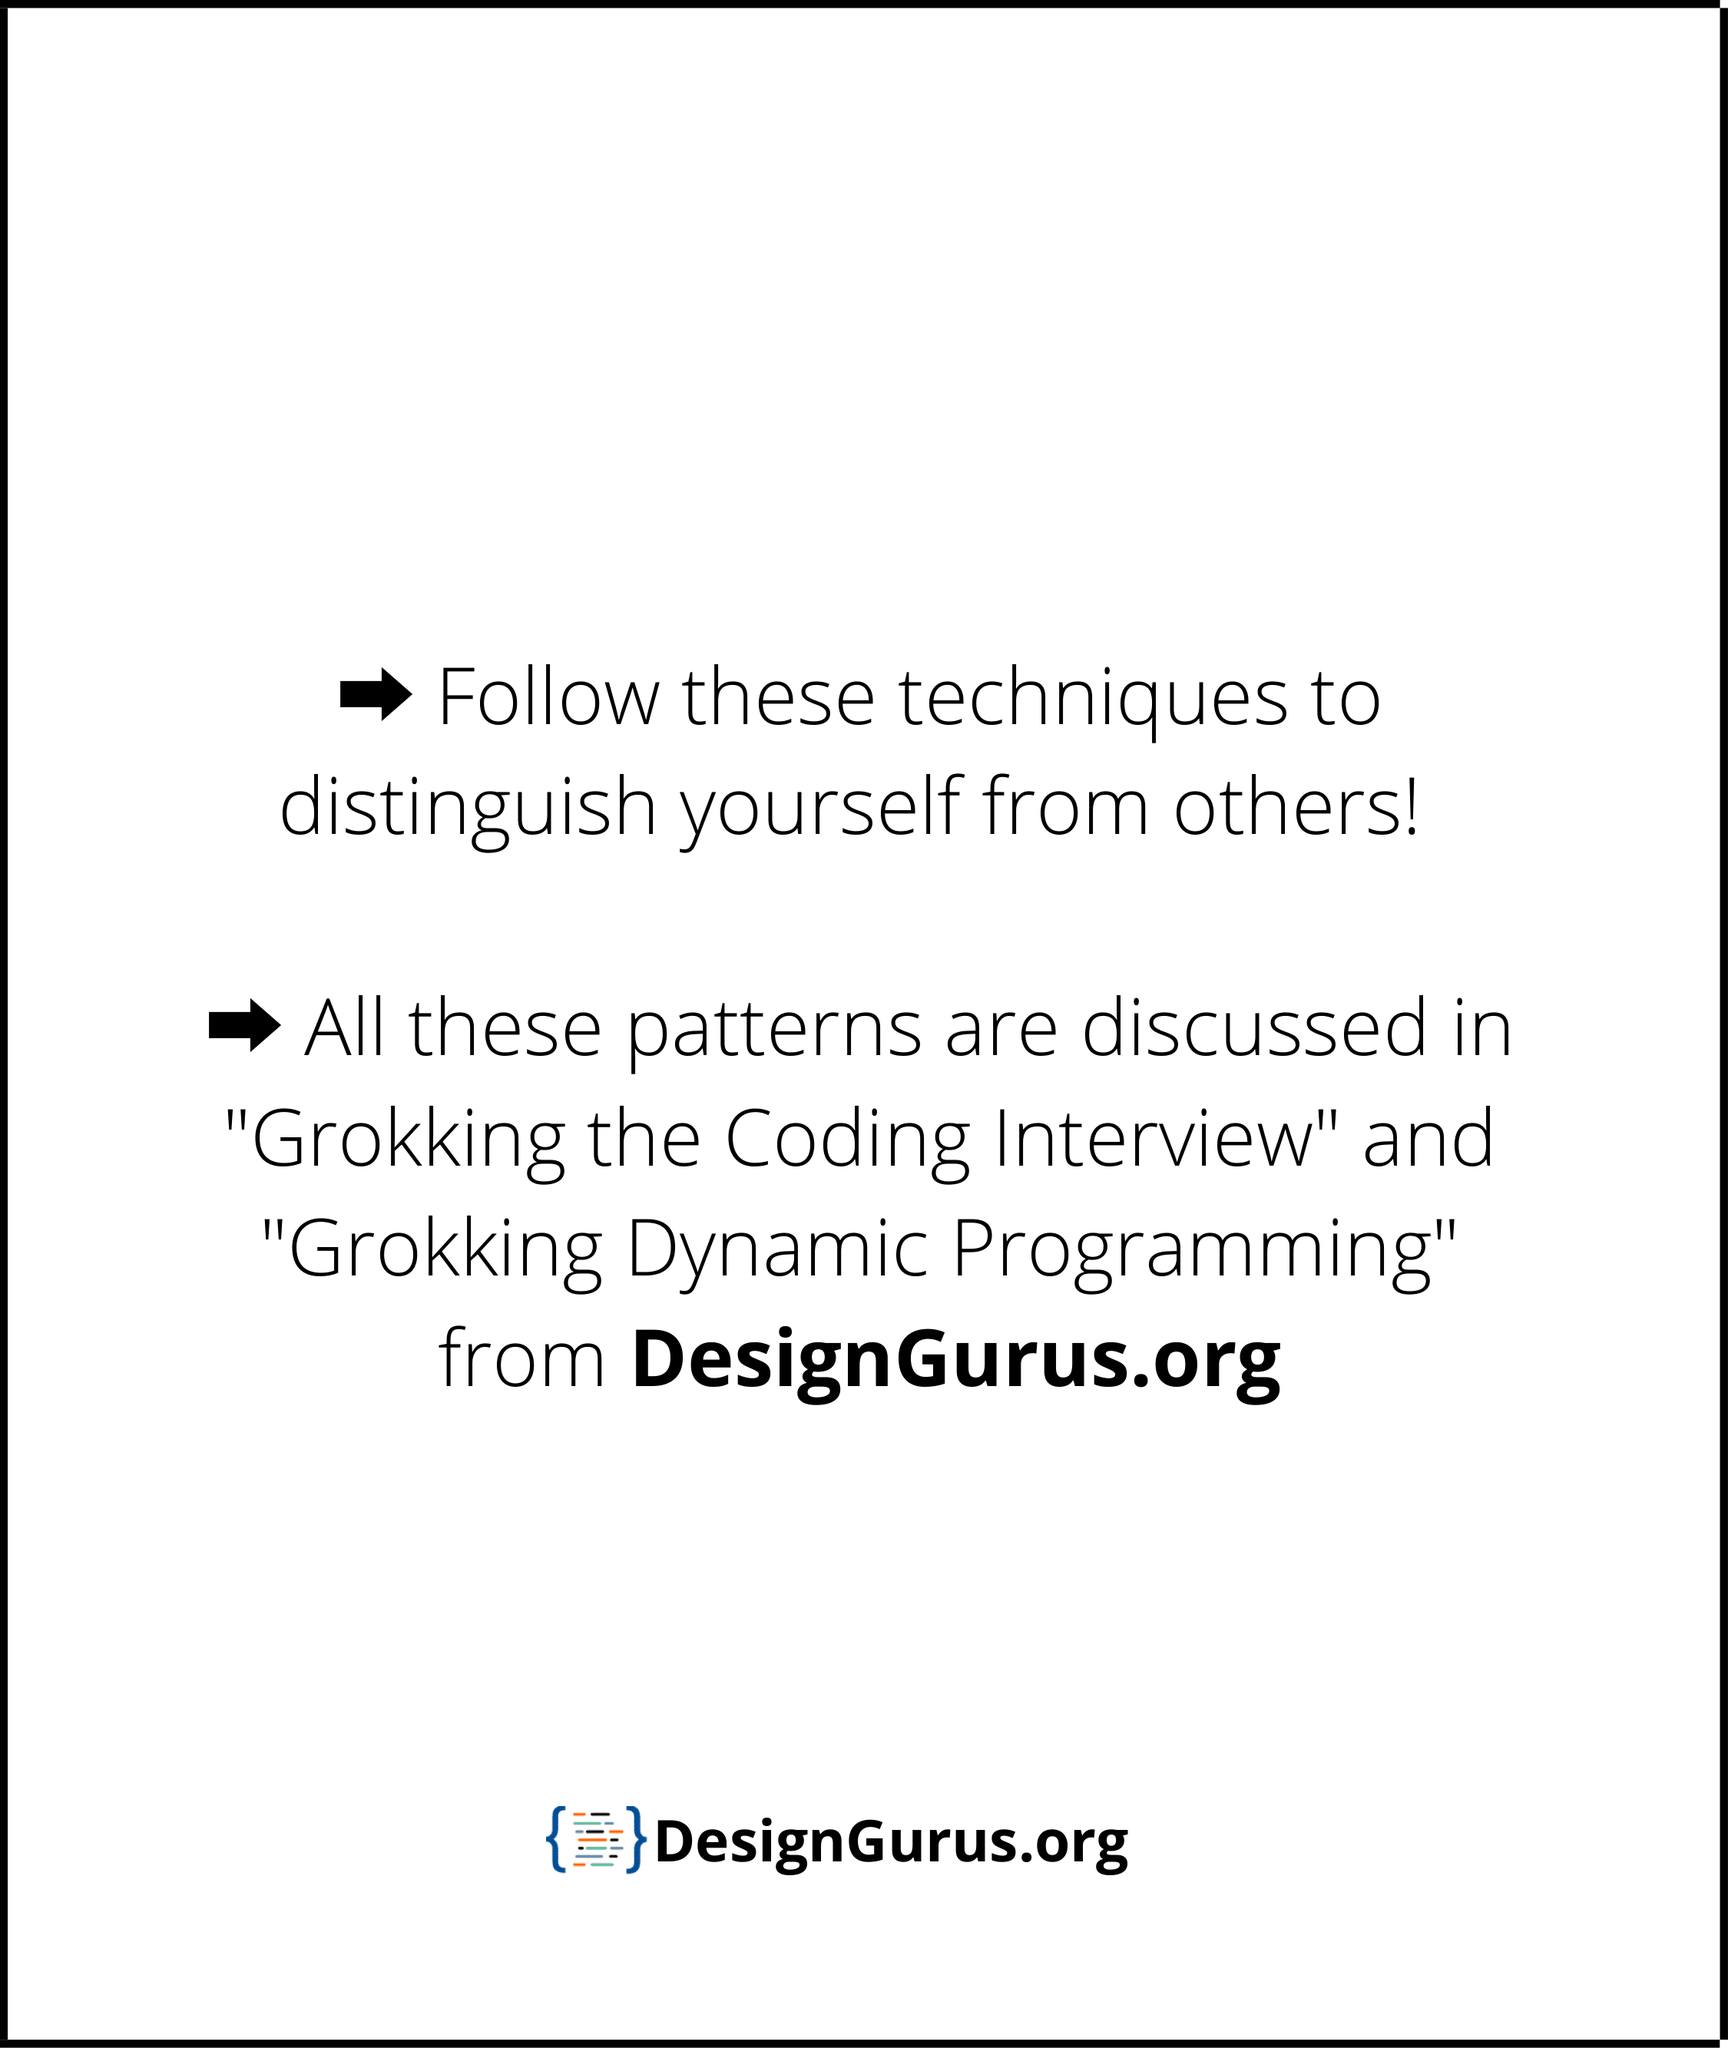 ➡ Follow these techniques to
distinguish yourself from others!
➡ All these patterns are discussed in
"Grokking the Coding Interview" and
"Grokking Dynamic Programming"
from DesignGurus.org
DesignGurus.org